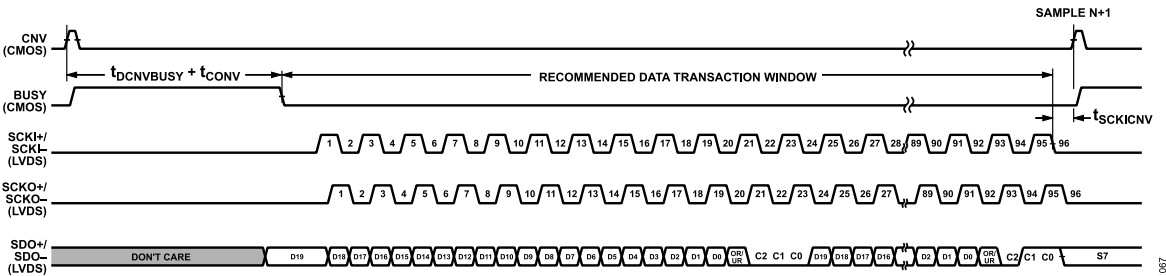 SAMPLE N+1
CNV
(CMOS)
tDCNVBUSY + tCONV
RECOMMENDED DATA TRANSACTION WINDOW
BUSY
(CMOS)
tSCKICNV
SCKI+/
SCKI–
(LVDS)
1 2 3 4 5 6 7 8 9 10 11 12 13 14 15 16 17 18 19 20 21 22 23 24 25 26 27 28 89 90 91 92 93 94 95 96
SCKO+/
SCKO–
(LVDS)
1 2 3 4 5 6 7 8 9 10 11 12 13 14 15 16 17 18 19 20 21 22 23 24 25 26 27 89 90 91 92 93 94 95 96
SDO+/
SDO–
(LVDS)
DON'T CARE D19 D18 D17 D16 D15 D14 D13 D12 D11 D10 D9 D8 D7 D6 D5 D4 D3 D2 D1 D0 OR/UR C2 C1 C0 D19 D18 D17 D16 D2 D1 D0 OR/UR C2 C1 C0 S7